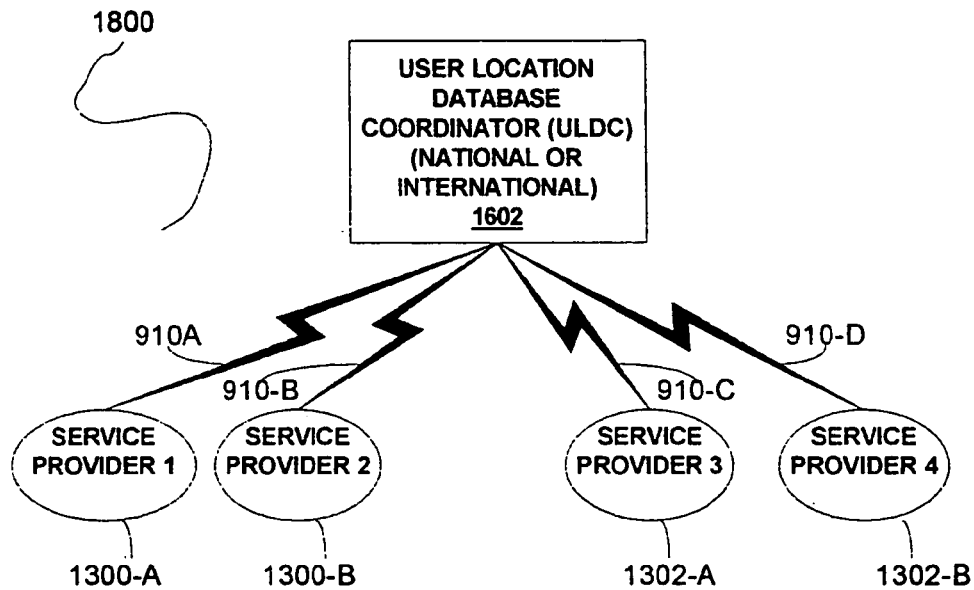 1800
USER LOCATION
DATABASE
COORDINATOR (ULDC)
(NATIONAL OR
INTERNATIONAL)
1602
910A
910-B
910-C
910-D
SERVICE
PROVIDER 1
SERVICE
PROVIDER 2
SERVICE
PROVIDER 3
SERVICE
PROVIDER 4
1300-A
1300-B
1302-A
1302-B